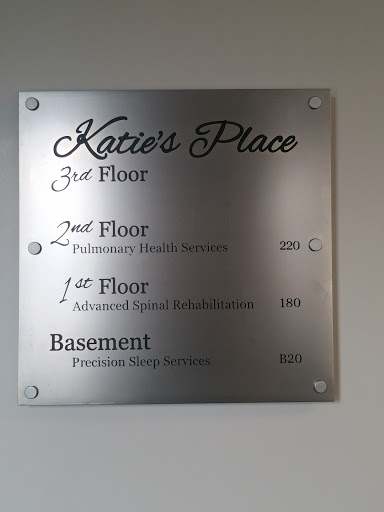 Katie's Place
3rd Floor
2nd Floor
Pulmonary Health Services 220
1st Floor
Advanced Spinal Rehabilitation 180
Basement
Precision Sleep Services B20